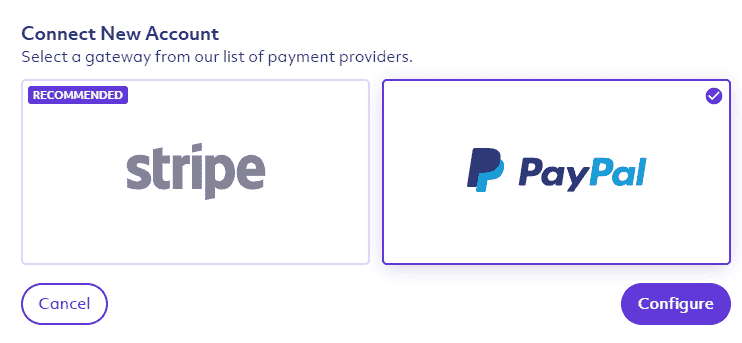 Connect New Account
Select a gateway from our list of payment providers.
RECOMMENDED
stripe
PayPal
Cancel
Configure